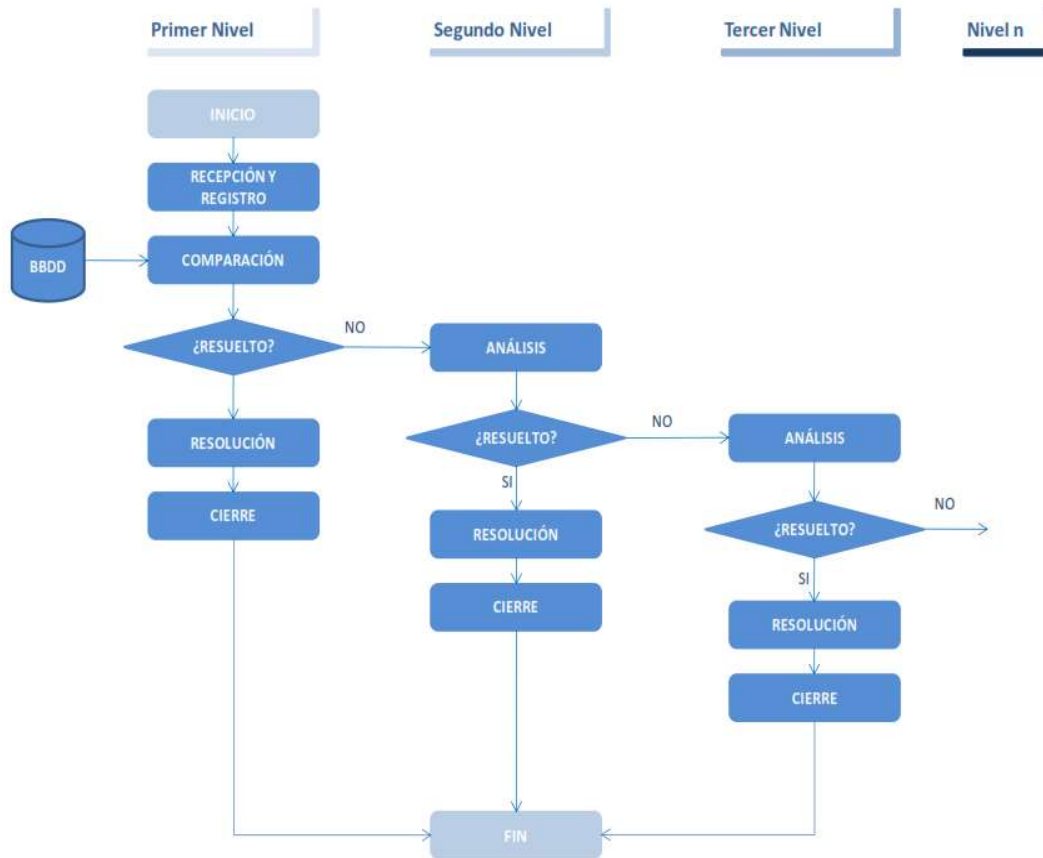 Primer Nivel
Segundo Nivel
Tercer Nivel
Nivel n
INICIO
RECEPCIÓN Y
REGISTRO
BBDD
COMPARACIÓN
¿RESUELTO?
NO
ANÁLISIS
RESOLUCIÓN
CIERRE
¿RESUELTO?
NO
ANÁLISIS
SI
RESOLUCIÓN
CIERRE
¿RESUELTO?
NO
SI
RESOLUCIÓN
CIERRE
FIN